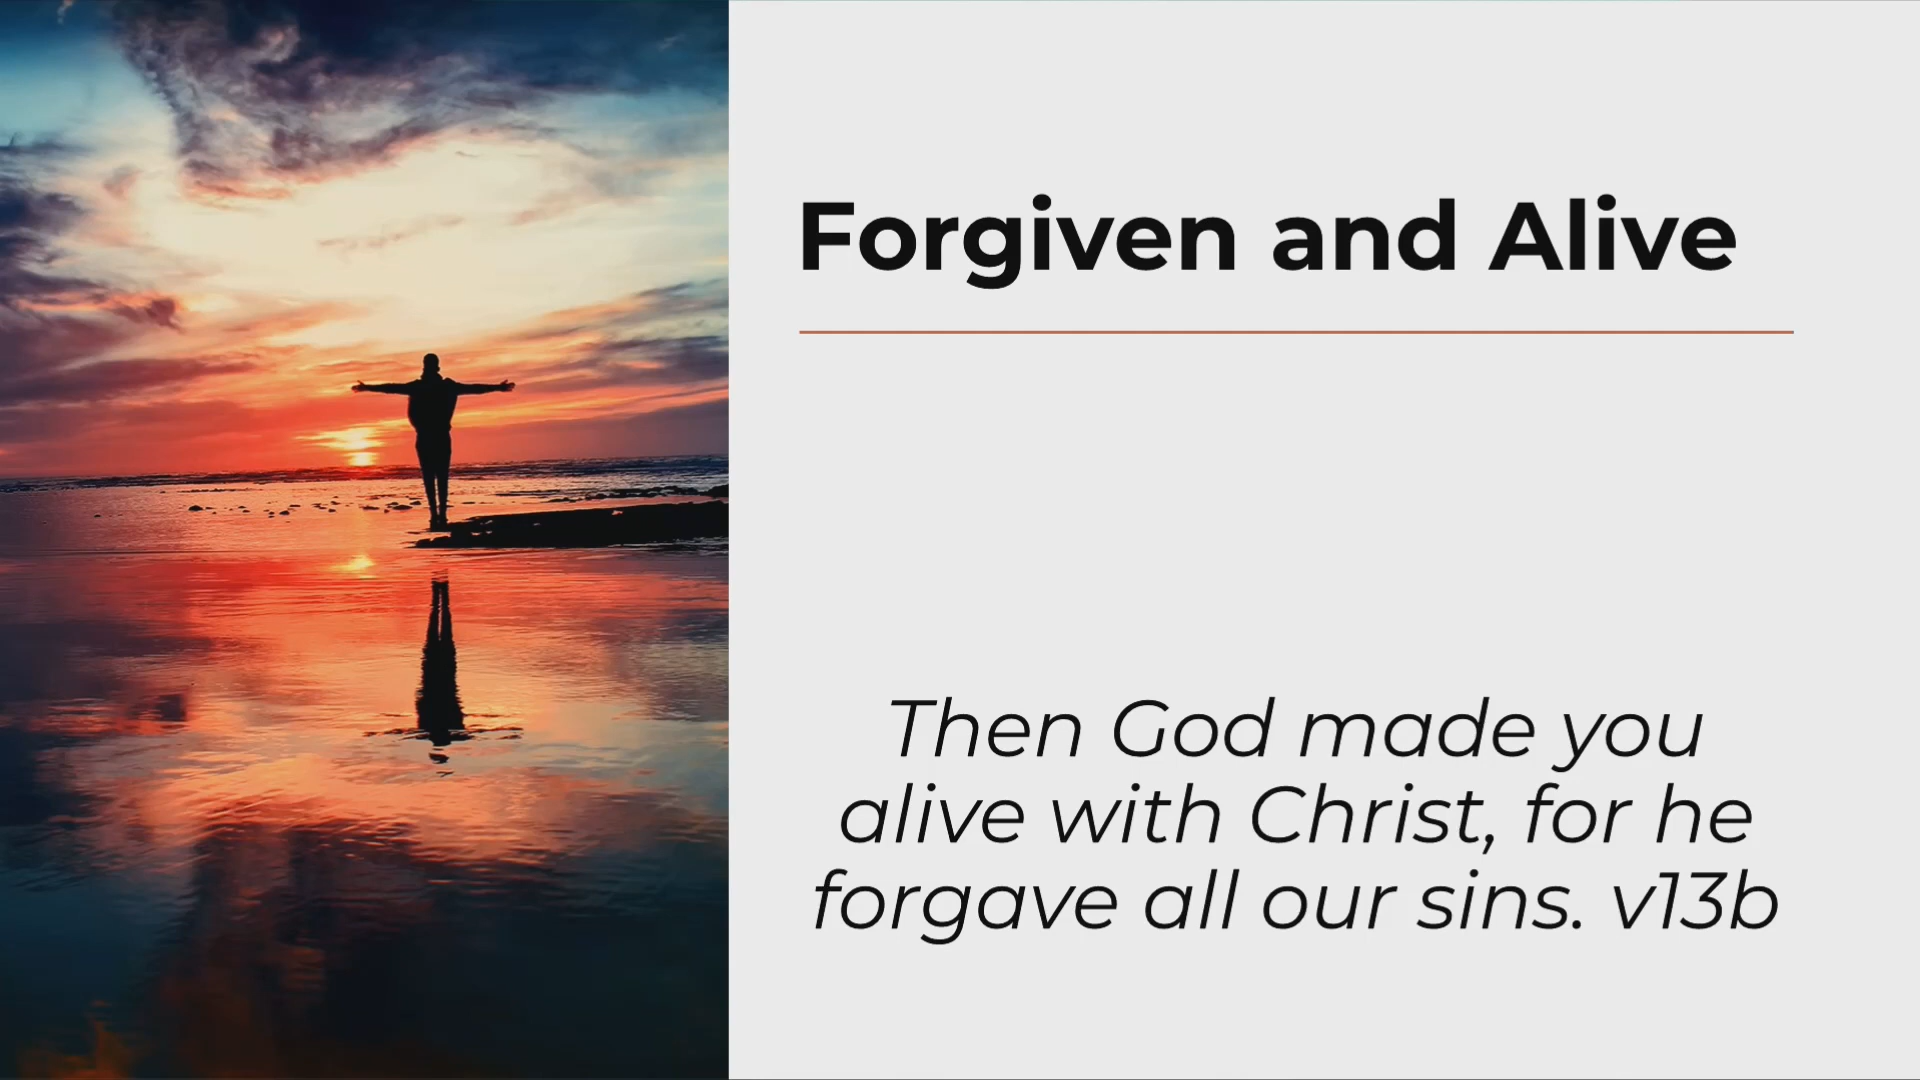 Forgiven and Alive
Then God made you
alive with Christ, for he
forgave all our sins. v13b